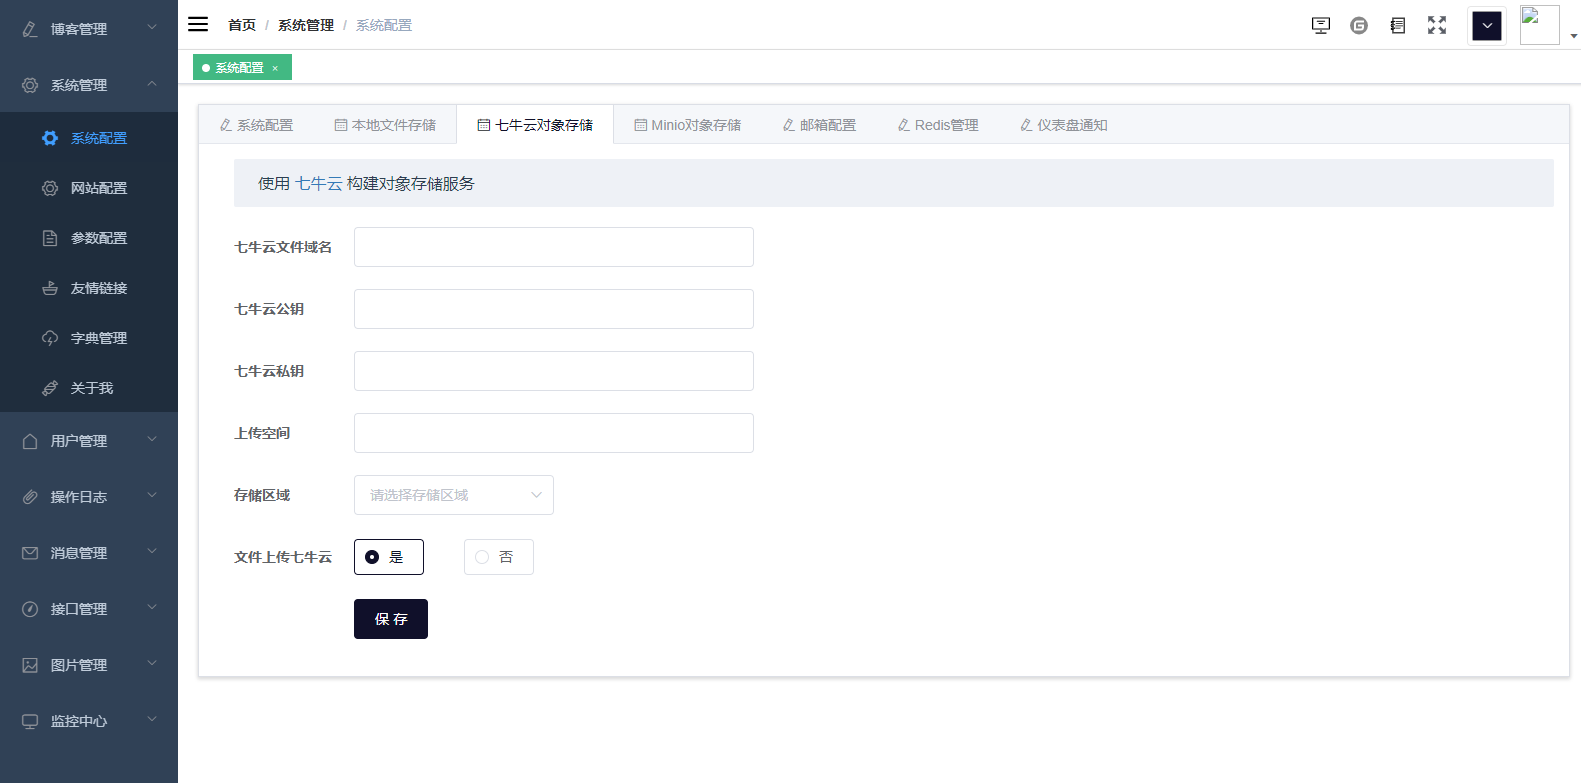 博客管理
系统管理
系统配置
网站配置
参数配置
友情链接
字典管理
关于我
用户管理
操作日志
消息管理
接口管理
图片管理
监控中心
首页 / 系统管理 / 系统配置
系统配置 ×
系统配置 本地文件存储 七牛云对象存储 Minio对象存储 邮箱配置 Redis管理 仪表盘通知
使用 七牛云 构建对象存储服务
七牛云文件域名
七牛云公钥
七牛云私钥
上传空间
存储区域 请选择存储区域
文件上传七牛云 是 否
保 存